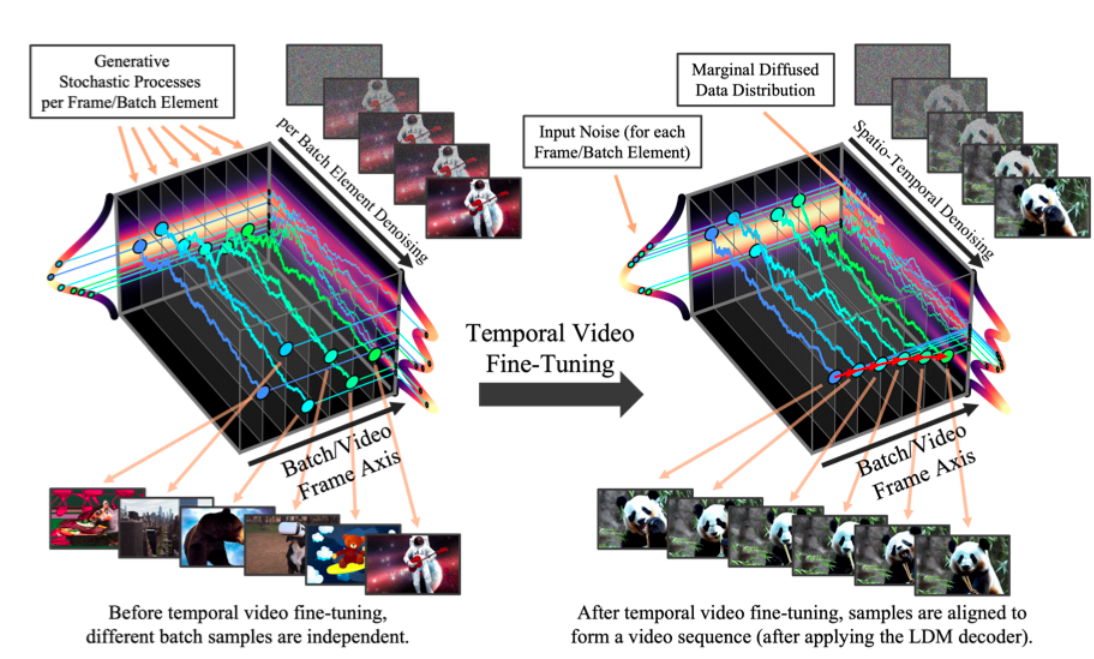 Generative
Stochastic Processes
per Frame/Batch Element
per Batch Element Denoising
Batch/Video
Frame Axis
Before temporal video fine-tuning,
different batch samples are independent.
Temporal Video
Fine-Tuning
Input Noise (for each
Frame/Batch Element)
Marginal Diffused
Data Distribution
Spatio-Temporal Denoising
Batch/Video
Frame Axis
After temporal video fine-tuning, samples are aligned to
form a video sequence (after applying the LDM decoder).